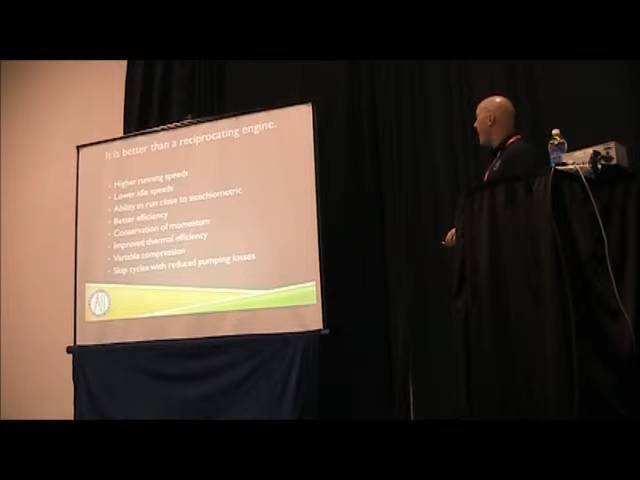 It is better than a reciprocating engine.
Higher running speeds
Lower idle speeds
Ability to run close to stoichiometric
Better efficiency
Conservation of momentum
Improved thermal efficiency
Variable compression
Skip cycles with reduced pumping losses